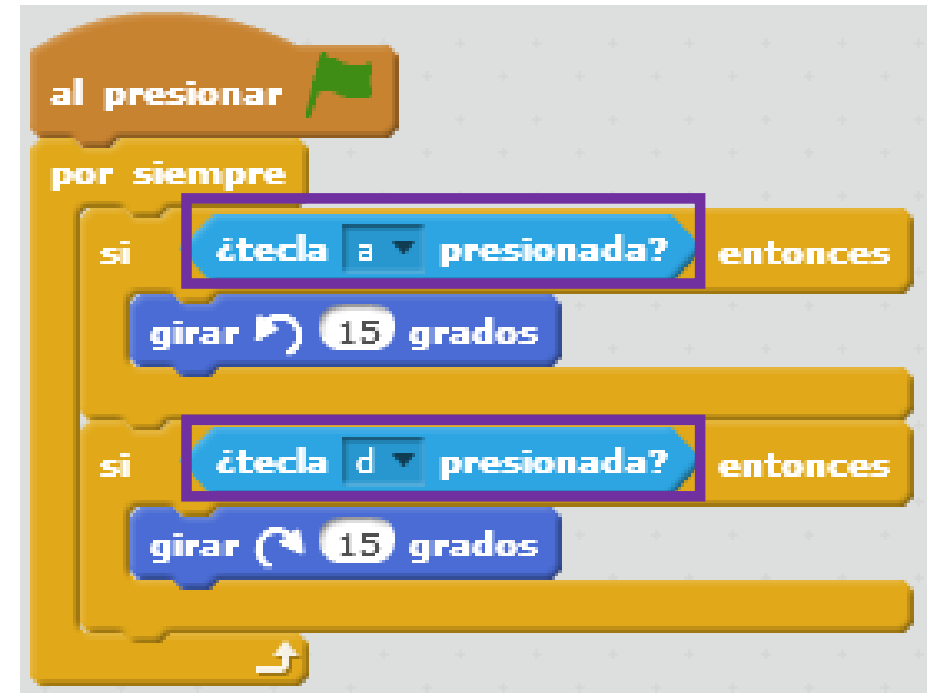 al presionar
por siempre
si ¿tecla a presionada? entonces
girar 15 grados
si ¿tecla d presionada? entonces
girar 15 grados